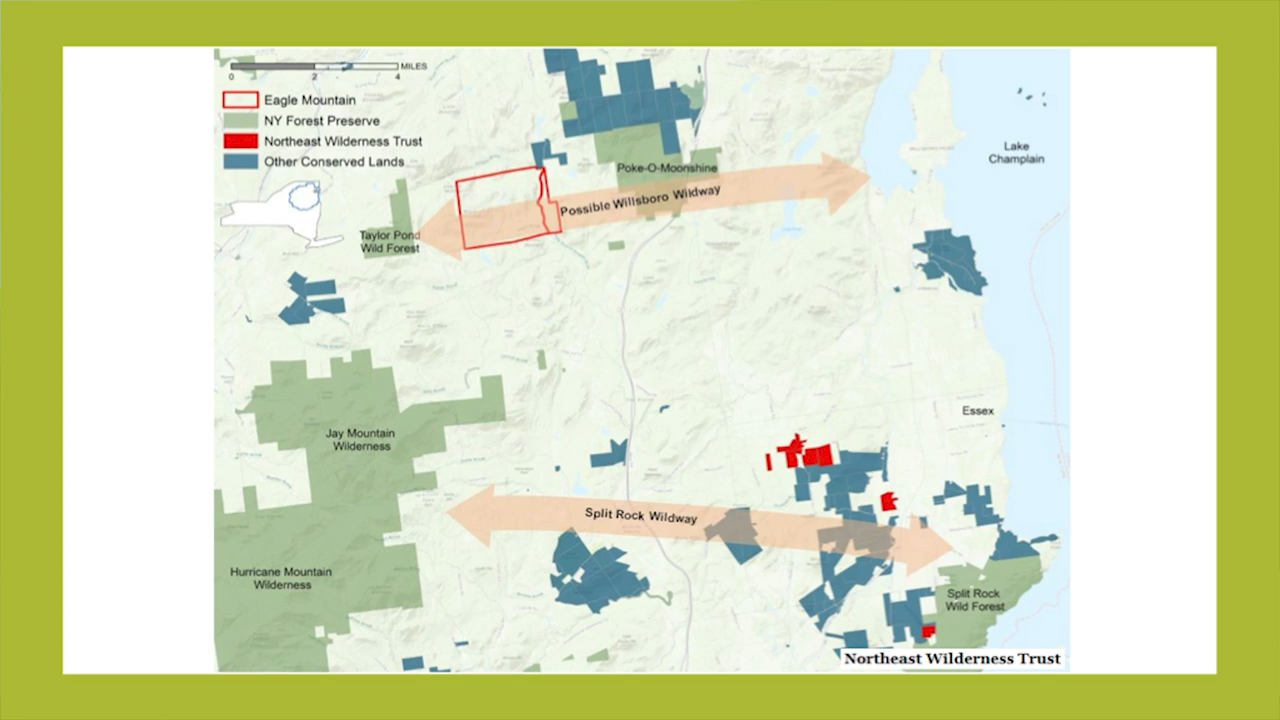 0 2 4 MILES
Eagle Mountain
NY Forest Preserve
Northeast Wilderness Trust
Other Conserved Lands
Lake
Champlain
Poke-O-Moonshine
Possible Willsboro Wildway
Taylor Pond
Wild Forest
Essex
Jay Mountain
Wilderness
Split Rock Wildway
Hurricane Mountain
Wilderness
Split Rock
Wild Forest
Northeast Wilderness Trust